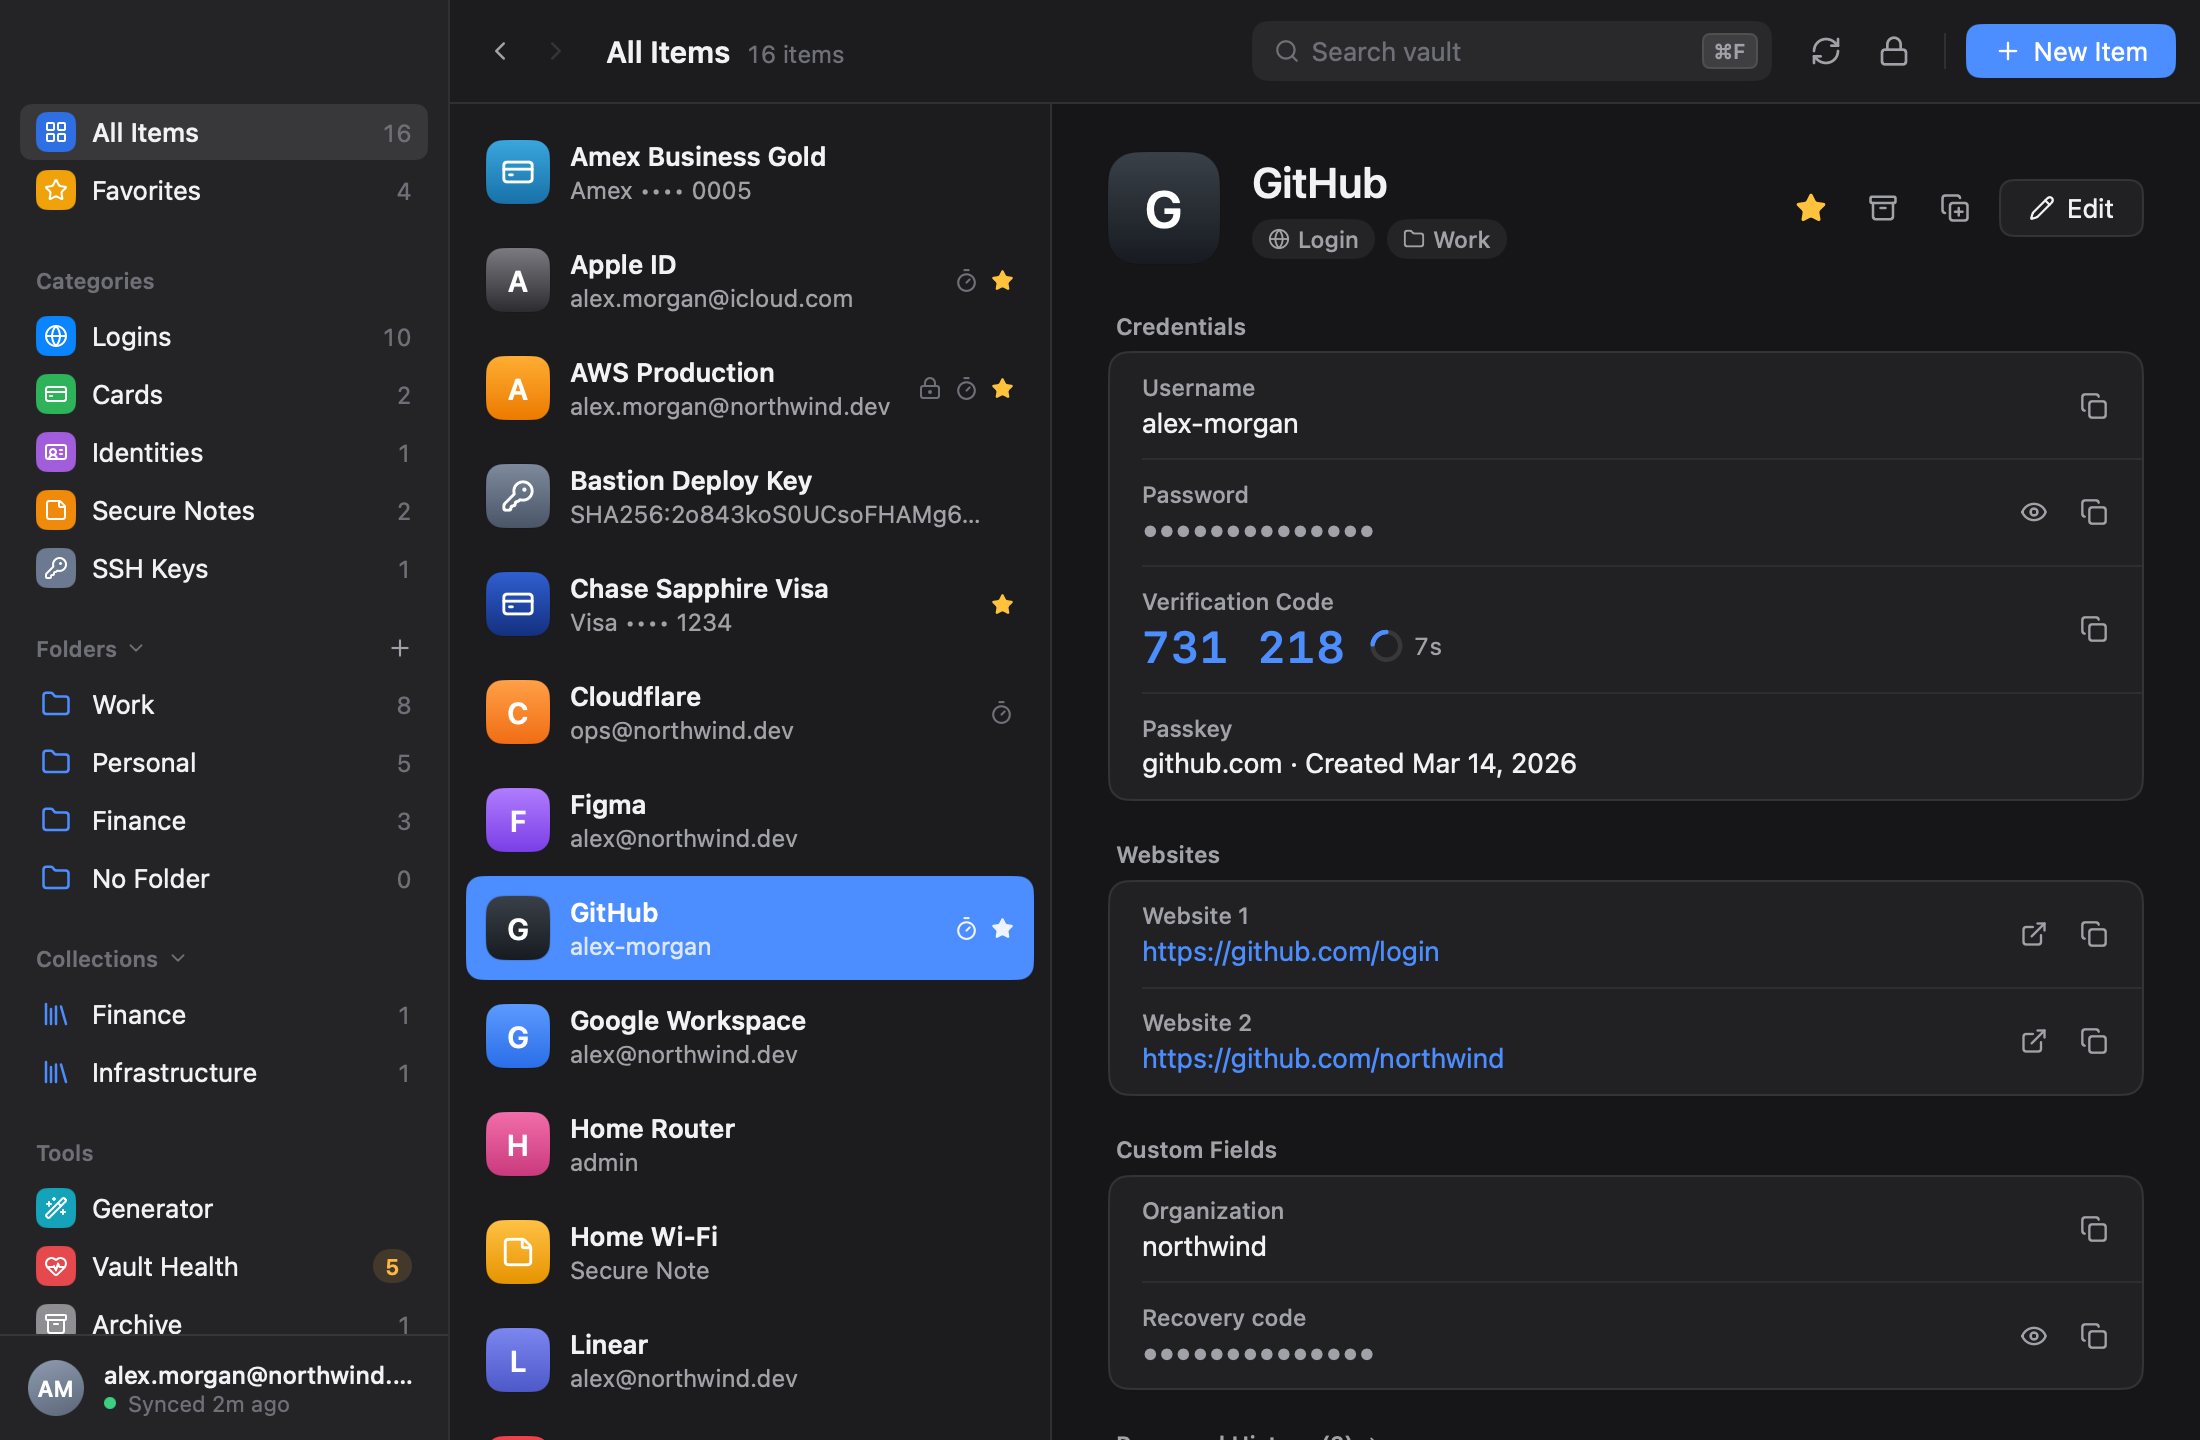 All Items 16
Favorites 4
Categories
Logins 10
Cards 2
Identities 1
Secure Notes 2
SSH Keys 1
Folders
Work 8
Personal 5
Finance 3
No Folder 0
Collections
Finance 1
Infrastructure 1
Tools
Generator
Vault Health 5
Archive 1
AM
alex.morgan@northwind....
Synced 2m ago
All Items 16 items
Search vault ⌘F
+ New Item
Amex Business Gold
Amex •••• 0005
A
Apple ID
alex.morgan@icloud.com
A
AWS Production
alex.morgan@northwind.dev
Bastion Deploy Key
SHA256:2o843koS0UCsoFHAMg6...
Chase Sapphire Visa
Visa •••• 1234
C
Cloudflare
ops@northwind.dev
F
Figma
alex@northwind.dev
G
GitHub
alex-morgan
G
Google Workspace
alex@northwind.dev
H
Home Router
admin
Home Wi-Fi
Secure Note
L
Linear
alex@northwind.dev
G
GitHub
Login Work
Edit
Credentials
Username
alex-morgan
Password
●●●●●●●●●●●●●●
Verification Code
731 218 7s
Passkey
github.com · Created Mar 14, 2026
Websites
Website 1
https://github.com/login
Website 2
https://github.com/northwind
Custom Fields
Organization
northwind
Recovery code
●●●●●●●●●●●●●●